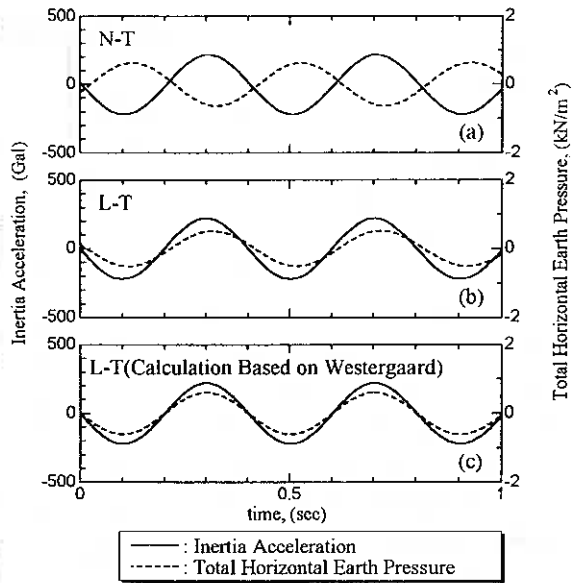 Inertia Acceleration, (Gal)
Total Horizontal Earth Pressure, (kN/m²)
500
0
-500
2
0
-2
N-T
(a)
500
0
-500
2
0
-2
L-T
(b)
500
0
-500
2
0
-2
L-T(Calculation Based on Westergaard)
(c)
0
0.5
1
time, (sec)
: Inertia Acceleration
: Total Horizontal Earth Pressure